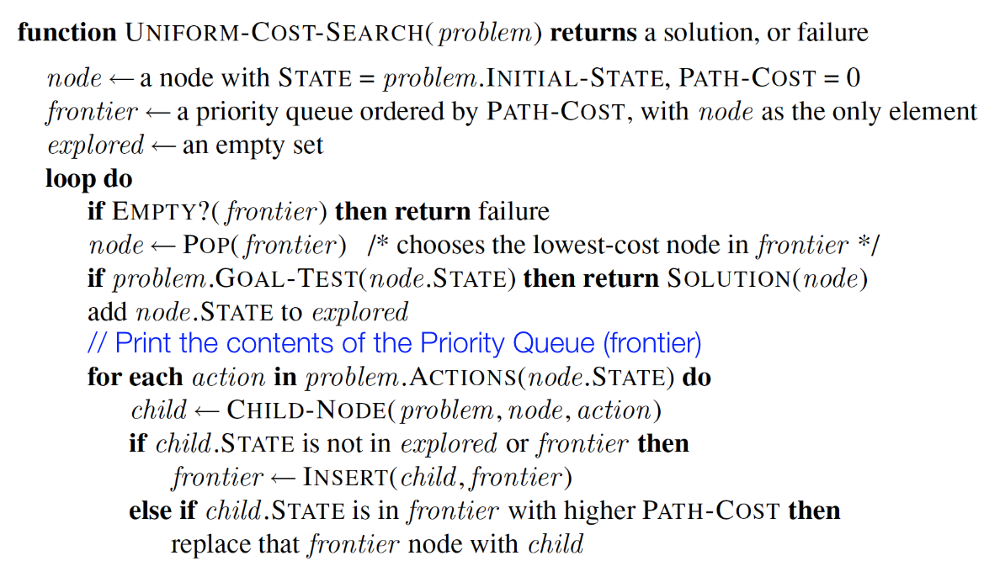 function UNIFORM-COST-SEARCH(problem) returns a solution, or failure
node ← a node with STATE = problem.INITIAL-STATE, PATH-COST = 0
frontier ← a priority queue ordered by PATH-COST, with node as the only element
explored ← an empty set
loop do
if EMPTY?(frontier) then return failure
node ← POP(frontier) /* chooses the lowest-cost node in frontier */
if problem.GOAL-TEST(node.STATE) then return SOLUTION(node)
add node.STATE to explored
// Print the contents of the Priority Queue (frontier)
for each action in problem.ACTIONS(node.STATE) do
child ← CHILD-NODE(problem, node, action)
if child.STATE is not in explored or frontier then
frontier ← INSERT(child, frontier)
else if child.STATE is in frontier with higher PATH-COST then
replace that frontier node with child